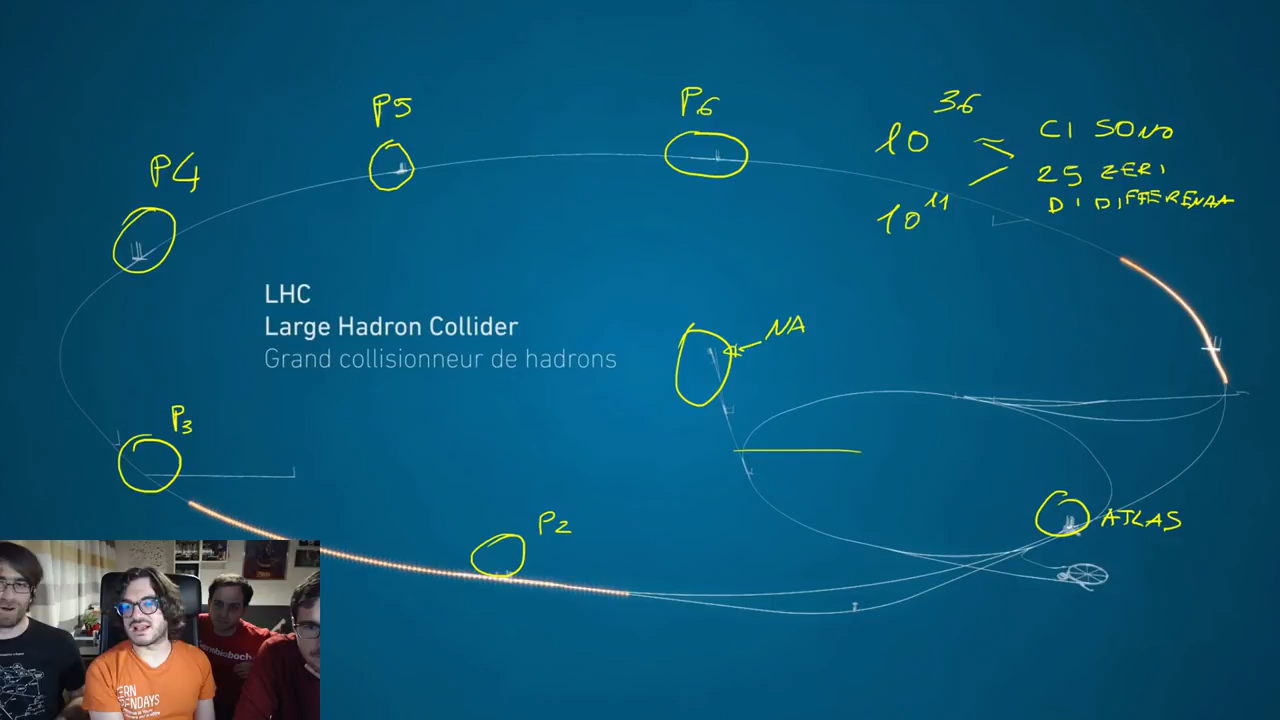 P5
P6
P4
10^36
10^11
CI SONO
25 ZERI
DI DIFFERENZA
LHC
Large Hadron Collider
Grand collisionneur de hadrons
NA
P3
P2
ATLAS